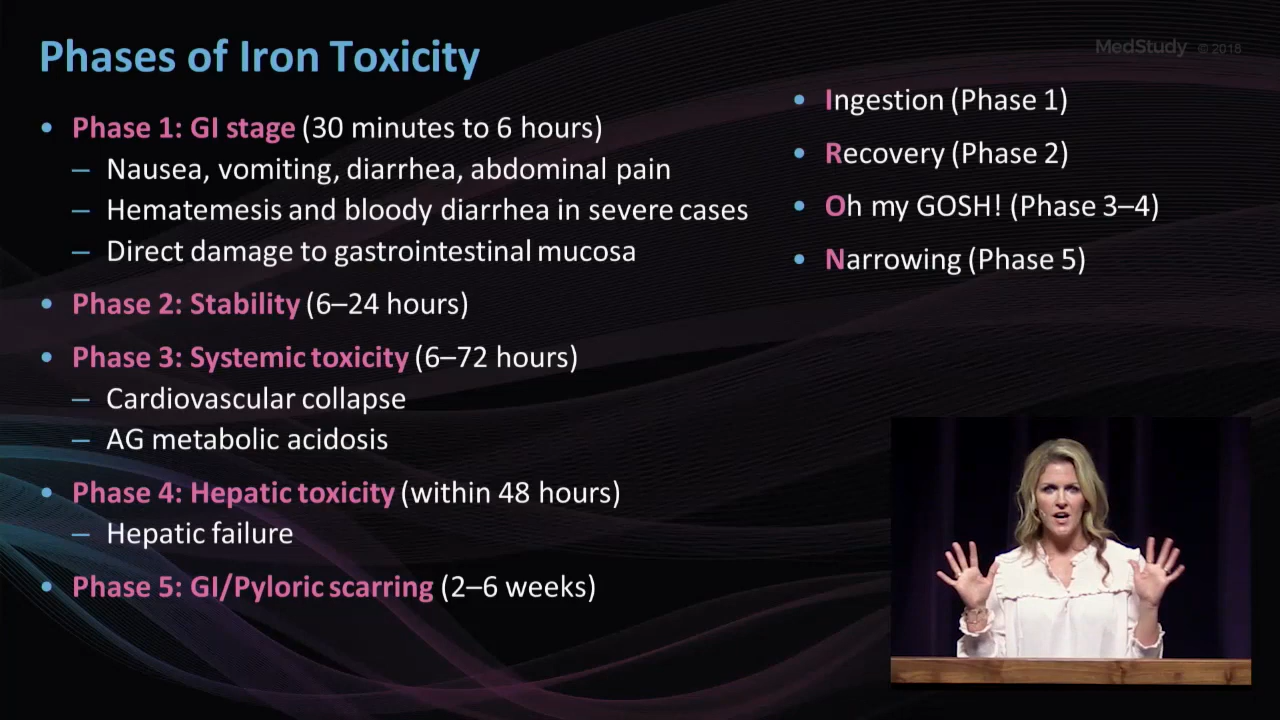 Phases of Iron Toxicity
MedStudy © 2018
• Phase 1: GI stage (30 minutes to 6 hours)
– Nausea, vomiting, diarrhea, abdominal pain
– Hematemesis and bloody diarrhea in severe cases
– Direct damage to gastrointestinal mucosa
• Phase 2: Stability (6–24 hours)
• Phase 3: Systemic toxicity (6–72 hours)
– Cardiovascular collapse
– AG metabolic acidosis
• Phase 4: Hepatic toxicity (within 48 hours)
– Hepatic failure
• Phase 5: GI/Pyloric scarring (2–6 weeks)
• Ingestion (Phase 1)
• Recovery (Phase 2)
• Oh my GOSH! (Phase 3–4)
• Narrowing (Phase 5)